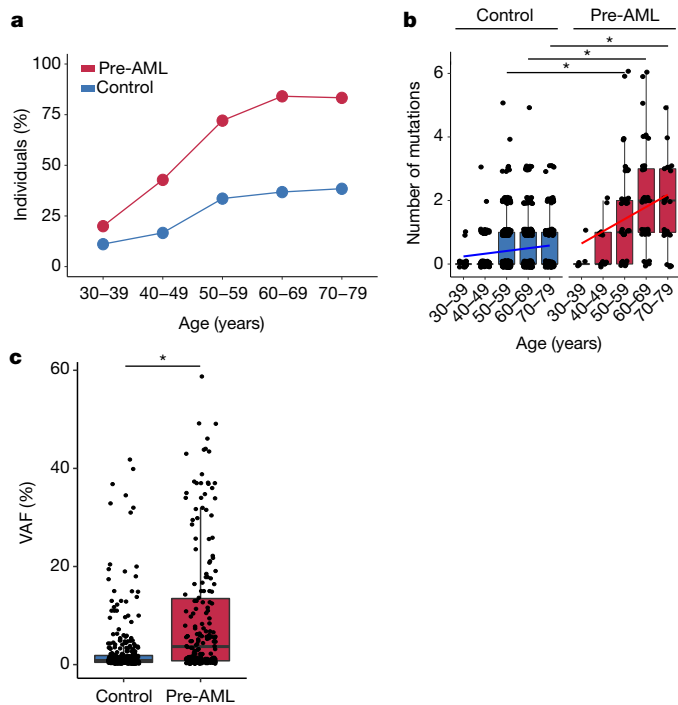 a
Pre-AML
Control
100
75
50
25
0
Individuals (%)
30–39 40–49 50–59 60–69 70–79
Age (years)
b
Control Pre-AML
*
*
*
6
4
2
0
Number of mutations
30–39 40–49 50–59 60–69 70–79 30–39 40–49 50–59 60–69 70–79
Age (years)
c
*
60
40
20
0
VAF (%)
Control Pre-AML